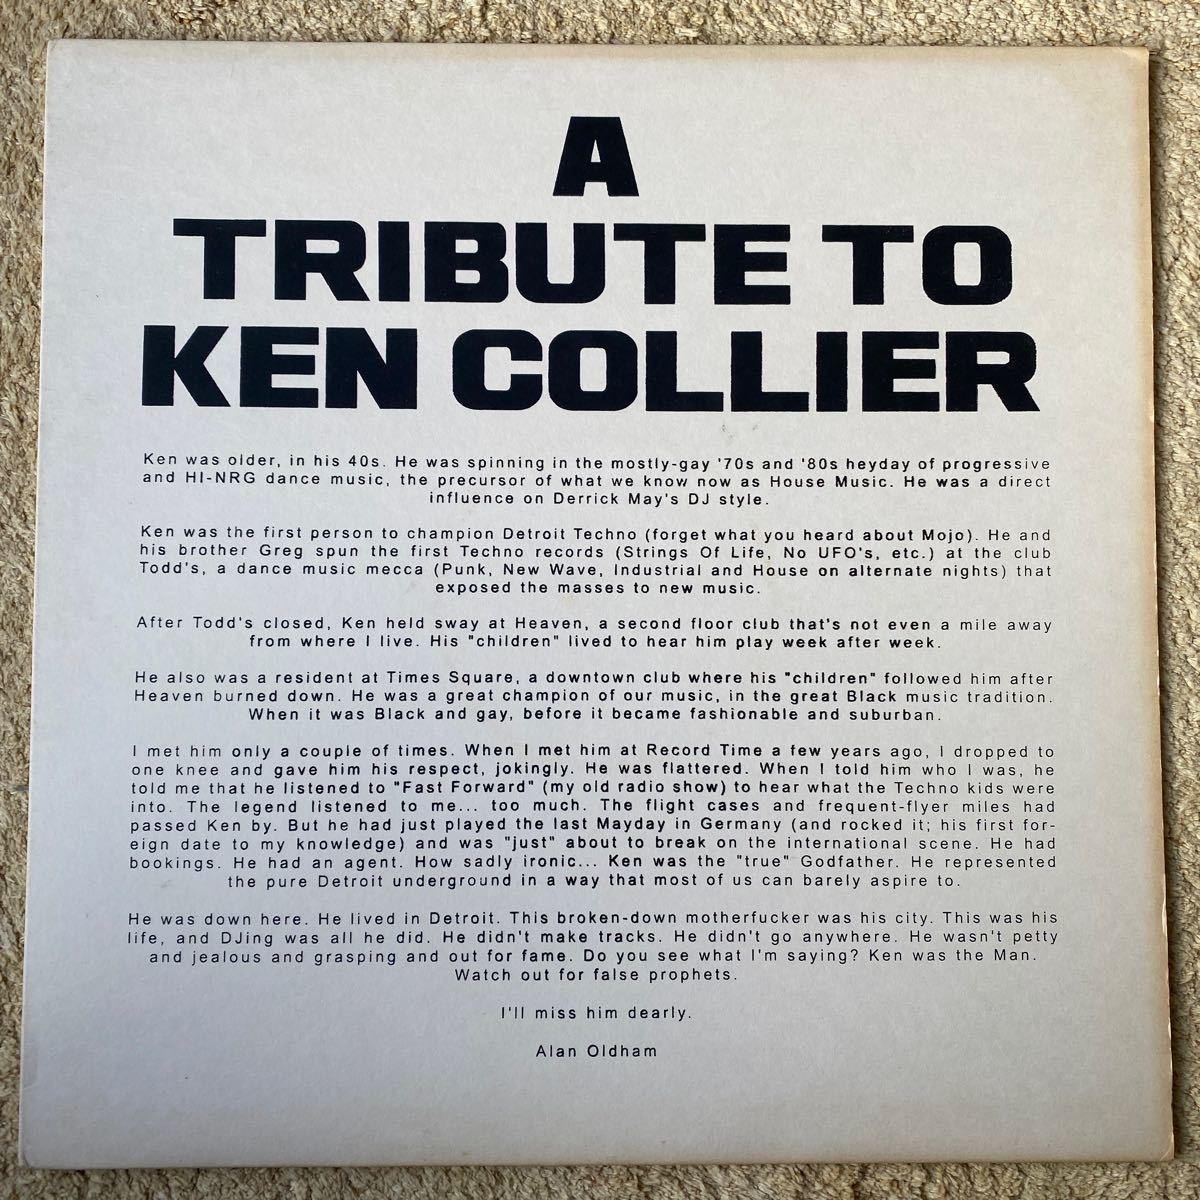 A
TRIBUTE TO
KEN COLLIER
Ken was older, in his 40s. He was spinning in the mostly-gay '70s and '80s heyday of progressive
and HI-NRG dance music, the precursor of what we know now as House Music. He was a direct
influence on Derrick May's DJ style.
Ken was the first person to champion Detroit Techno (forget what you heard about Mojo). He and
his brother Greg spun the first Techno records (Strings Of Life, No UFO's, etc.) at the club
Todd's, a dance music mecca (Punk, New Wave, Industrial and House on alternate nights) that
exposed the masses to new music.
After Todd's closed, Ken held sway at Heaven, a second floor club that's not even a mile away
from where I live. His "children" lived to hear him play week after week.
He also was a resident at Times Square, a downtown club where his "children" followed him after
Heaven burned down. He was a great champion of our music, in the great Black music tradition.
When it was Black and gay, before it became fashionable and suburban.
I met him only a couple of times. When I met him at Record Time a few years ago, I dropped to
one knee and gave him his respect, jokingly. He was flattered. When I told him who I was, he
told me that he listened to "Fast Forward" (my old radio show) to hear what the Techno kids were
into. The legend listened to me... too much. The flight cases and frequent-flyer miles had
passed Ken by. But he had just played the last Mayday in Germany (and rocked it; his first for-
eign date to my knowledge) and was "just" about to break on the international scene. He had
bookings. He had an agent. How sadly ironic... Ken was the "true" Godfather. He represented
the pure Detroit underground in a way that most of us can barely aspire to.
He was down here. He lived in Detroit. This broken-down motherfucker was his city. This was his
life, and DJing was all he did. He didn't make tracks. He didn't go anywhere. He wasn't petty
and jealous and grasping and out for fame. Do you see what I'm saying? Ken was the Man.
Watch out for false prophets.
I'll miss him dearly.
Alan Oldham